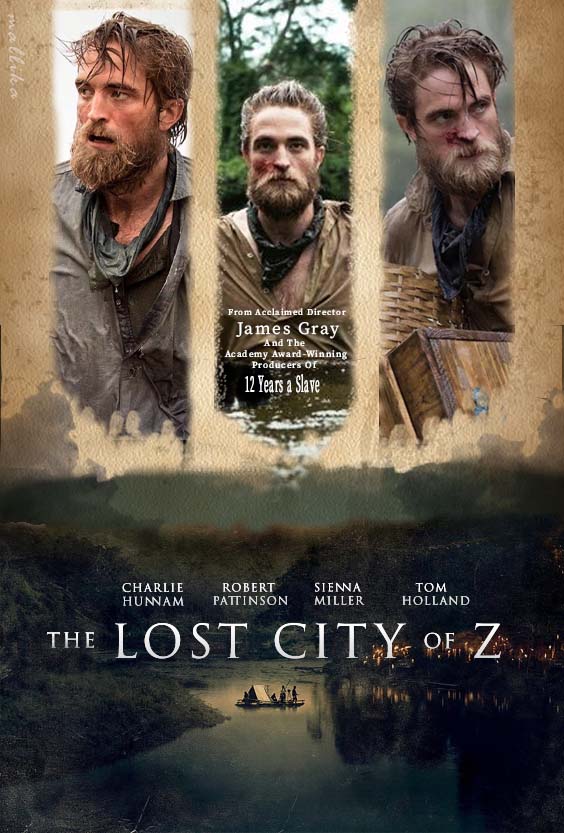 mallika
From Acclaimed Director
James Gray
And The
Academy Award-Winning
Producers Of
12 Years a Slave
CHARLIE HUNNAM
ROBERT PATTINSON
SIENNA MILLER
TOM HOLLAND
THE LOST CITY OF Z